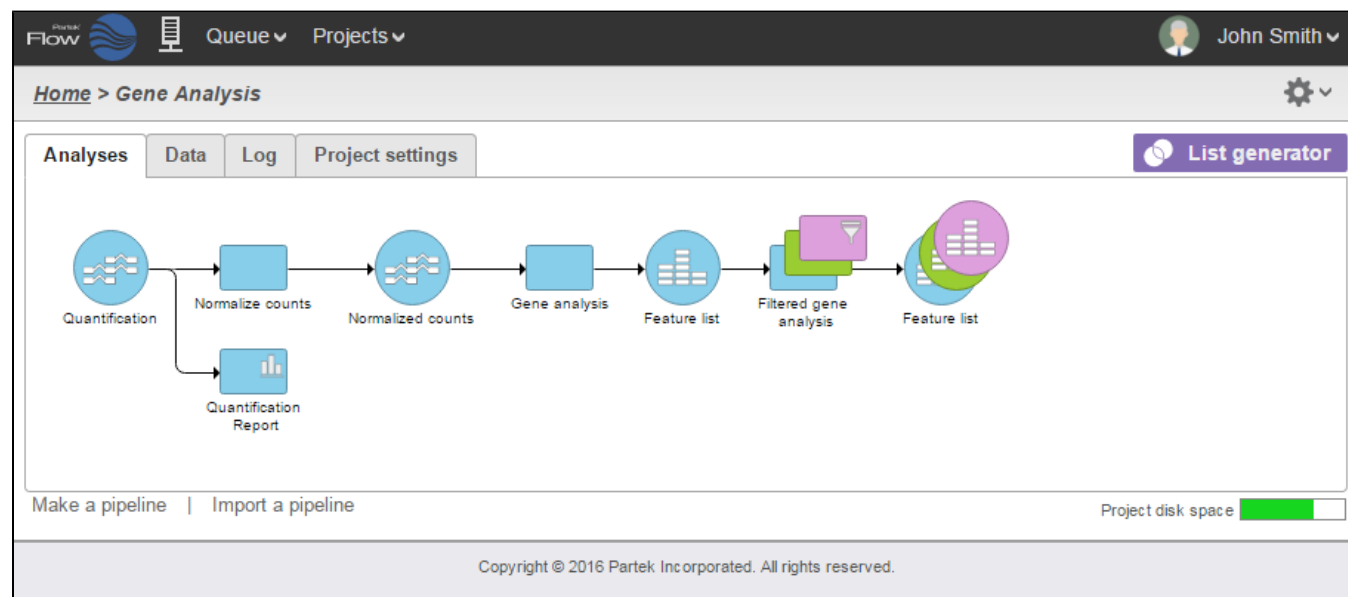 Partek
Flow
Queue Projects John Smith
Home > Gene Analysis
Analyses Data Log Project settings List generator
Quantification
Normalize counts
Normalized counts
Gene analysis
Feature list
Filtered gene
analysis
Feature list
Quantification
Report
Make a pipeline | Import a pipeline
Project disk space
Copyright © 2016 Partek Incorporated. All rights reserved.